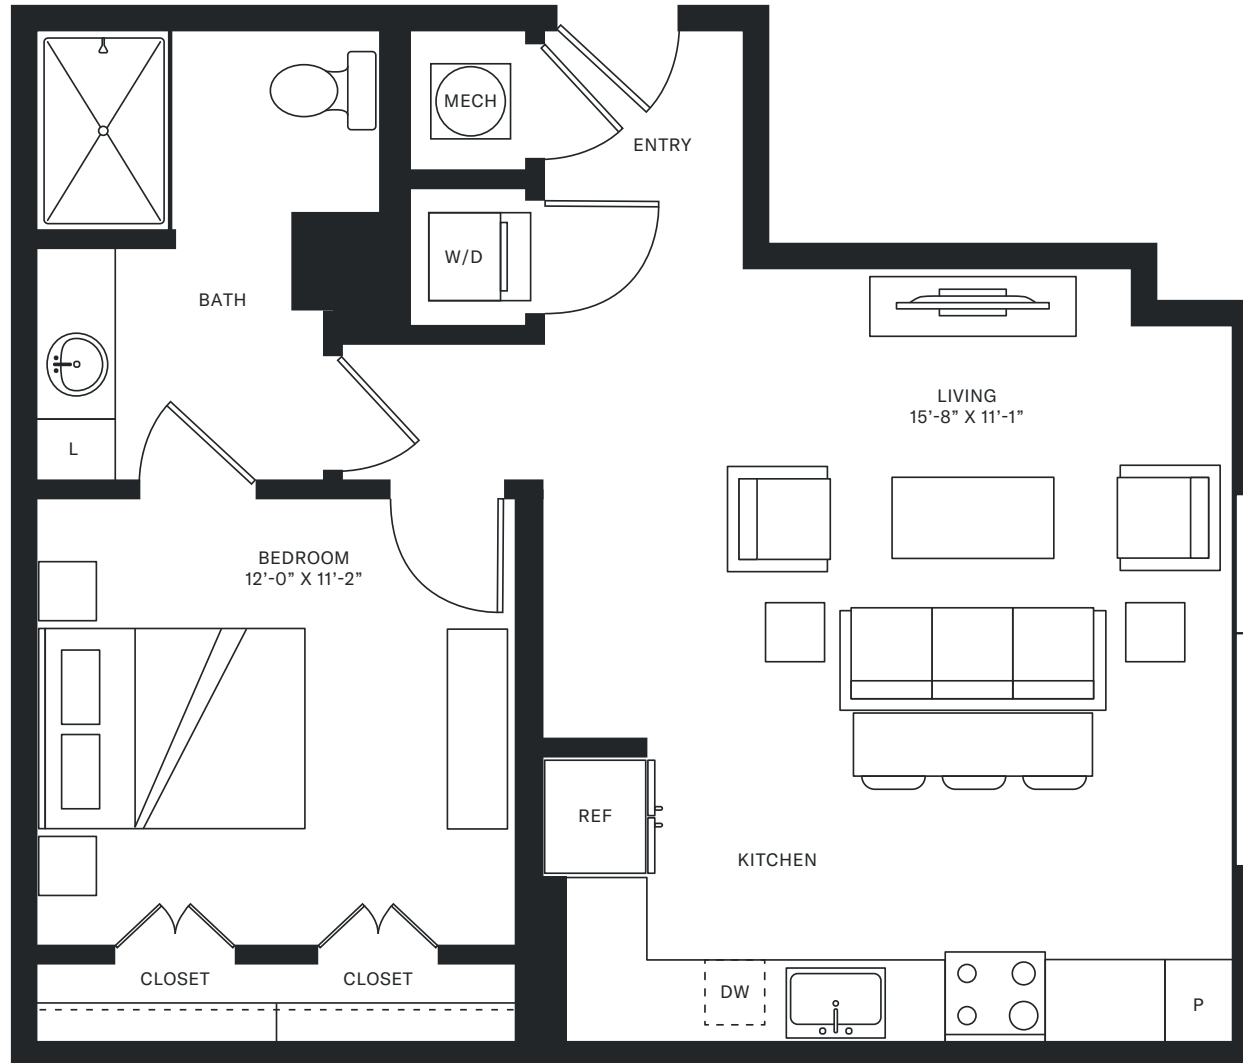 MECH
ENTRY
W/D
BATH
LIVING
15’-8” X 11’-1”
L
BEDROOM
12’-0” X 11’-2”
REF
KITCHEN
CLOSET
CLOSET
DW
P